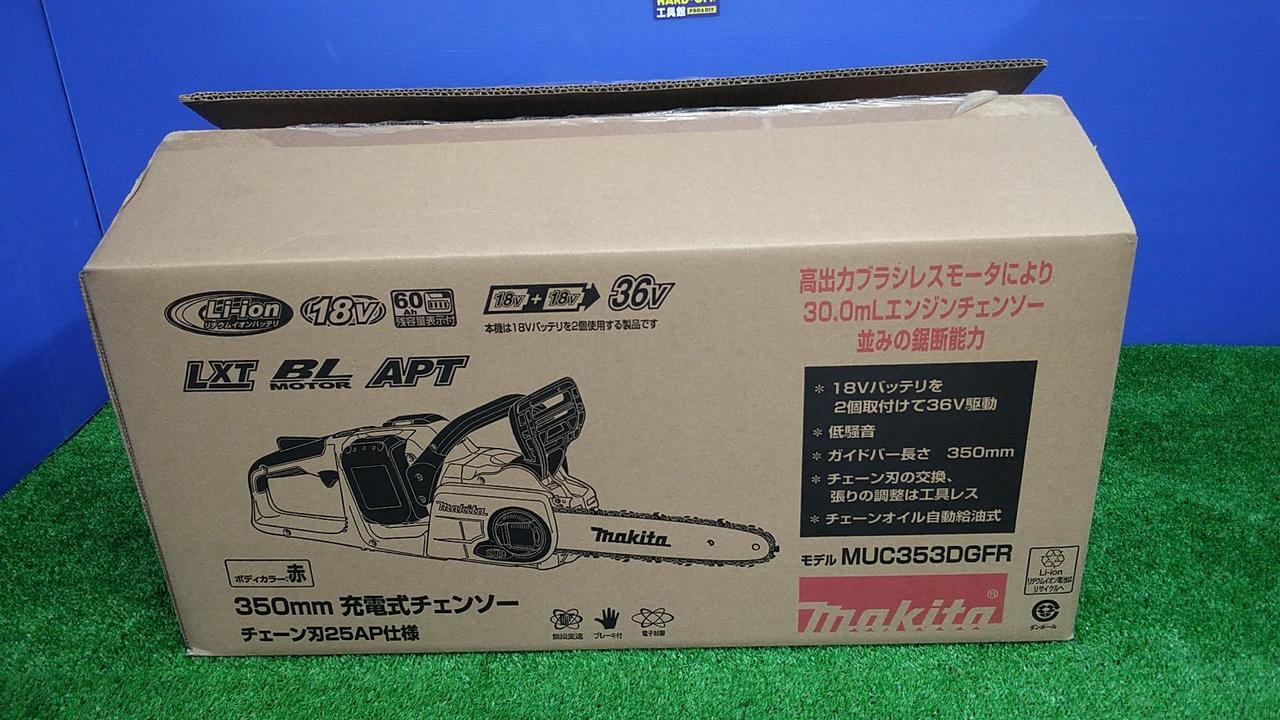 HARD-OFF
工具館 PRO&DIY
Li-ion
リチウムイオンバッテリ
18V
60
Ah
残容量表示付
18V + 18V 36V
本機は18Vバッテリを2個使用する製品です
LXT BL MOTOR APT
高出力ブラシレスモータにより
30.0mLエンジンチェンソー
並みの鋸断能力
* 18Vバッテリを
2個取付けて36V駆動
* 低騒音
* ガイドバー長さ 350mm
* チェーン刃の交換、
張りの調整は工具レス
* チェーンオイル自動給油式
makita
makita
モデル MUC353DGFR
makita®
Li-ion
リチウムイオン電池は
リサイクルへ
ダンボール
ボディカラー:赤
350mm 充電式チェンソー
チェーン刃25AP仕様
無段変速
ブレーキ付
電子制御